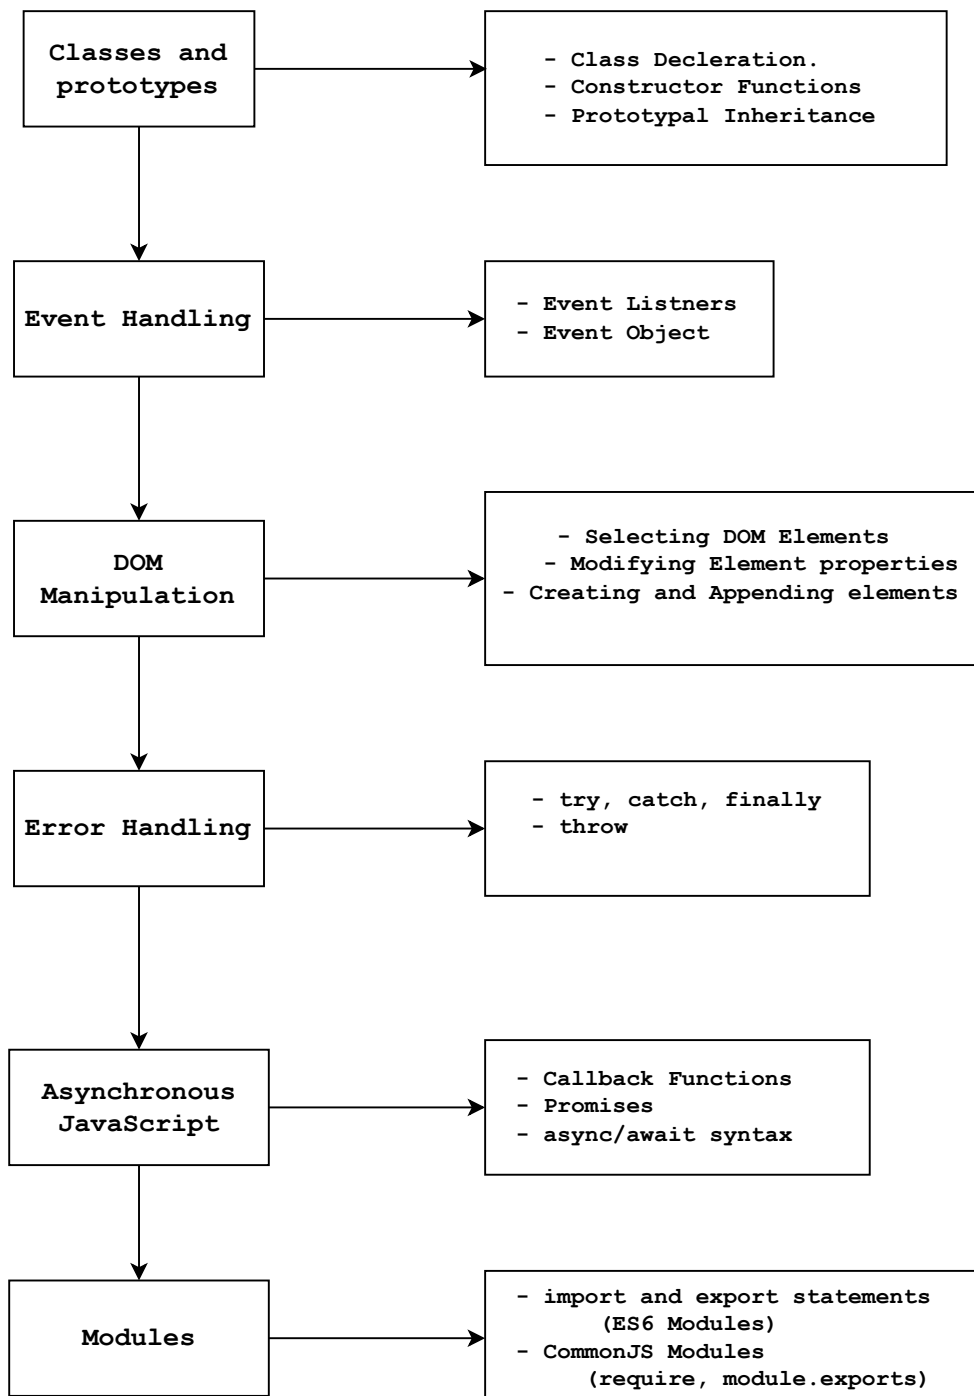 Classes and
prototypes
- Class Decleration.
- Constructor Functions
- Prototypal Inheritance
Event Handling
- Event Listners
- Event Object
DOM
Manipulation
- Selecting DOM Elements
- Modifying Element properties
- Creating and Appending elements
Error Handling
- try, catch, finally
- throw
Asynchronous
JavaScript
- Callback Functions
- Promises
- async/await syntax
Modules
- import and export statements
(ES6 Modules)
- CommonJS Modules
(require, module.exports)